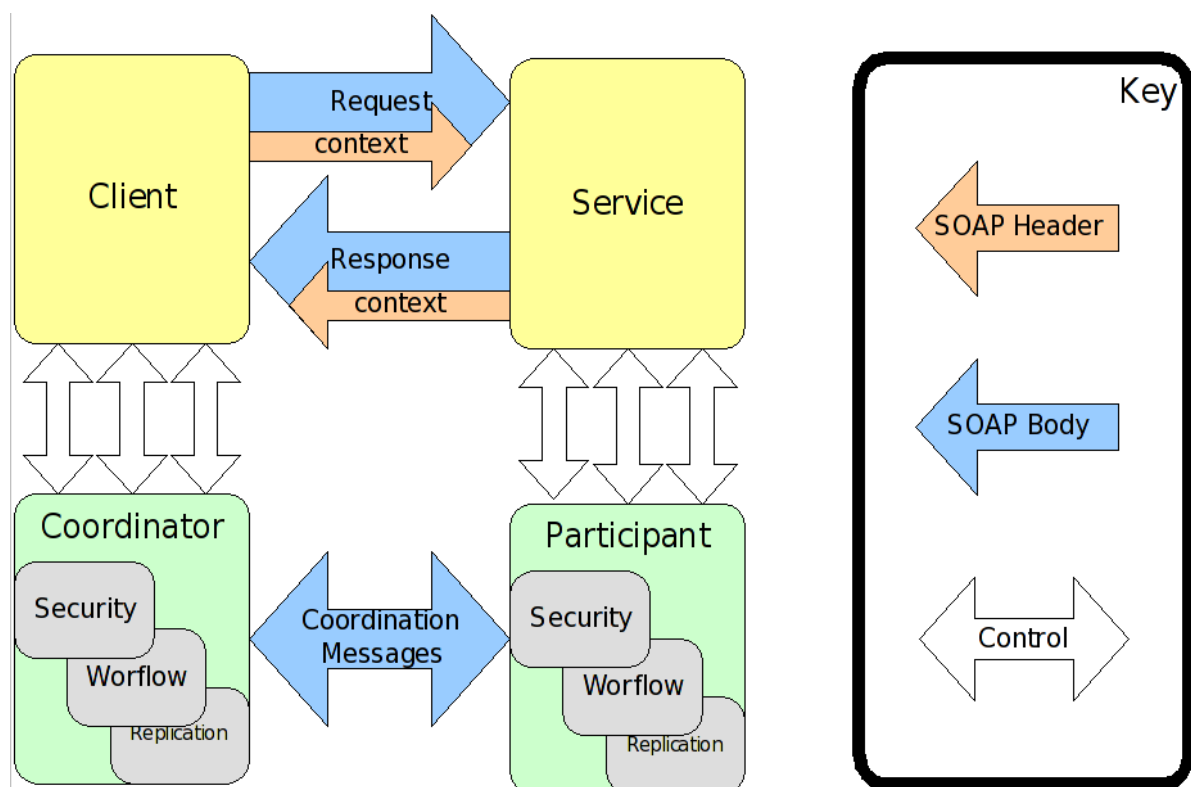 Request
context
Client
Service
Response
context
Coordinator
Security
Worflow
Replication
Coordination
Messages
Participant
Security
Worflow
Replication
Key
SOAP Header
SOAP Body
Control